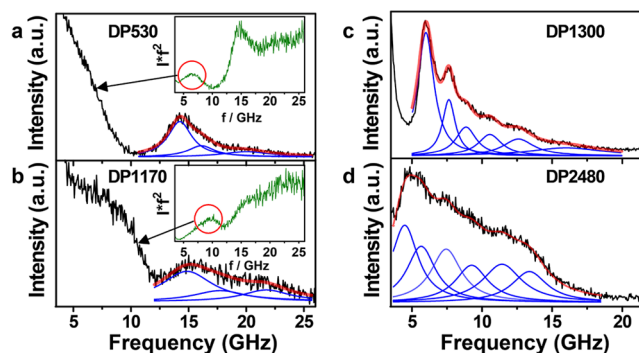 a
DP530
I*f²
5 10 15 20 25
f / GHz
Intensity (a.u.)
b
DP1170
I*f²
5 10 15 20 25
f / GHz
Intensity (a.u.)
5 10 15 20 25
Frequency (GHz)
c
DP1300
Intensity (a.u.)
d
DP2480
Intensity (a.u.)
5 10 15 20
Frequency (GHz)